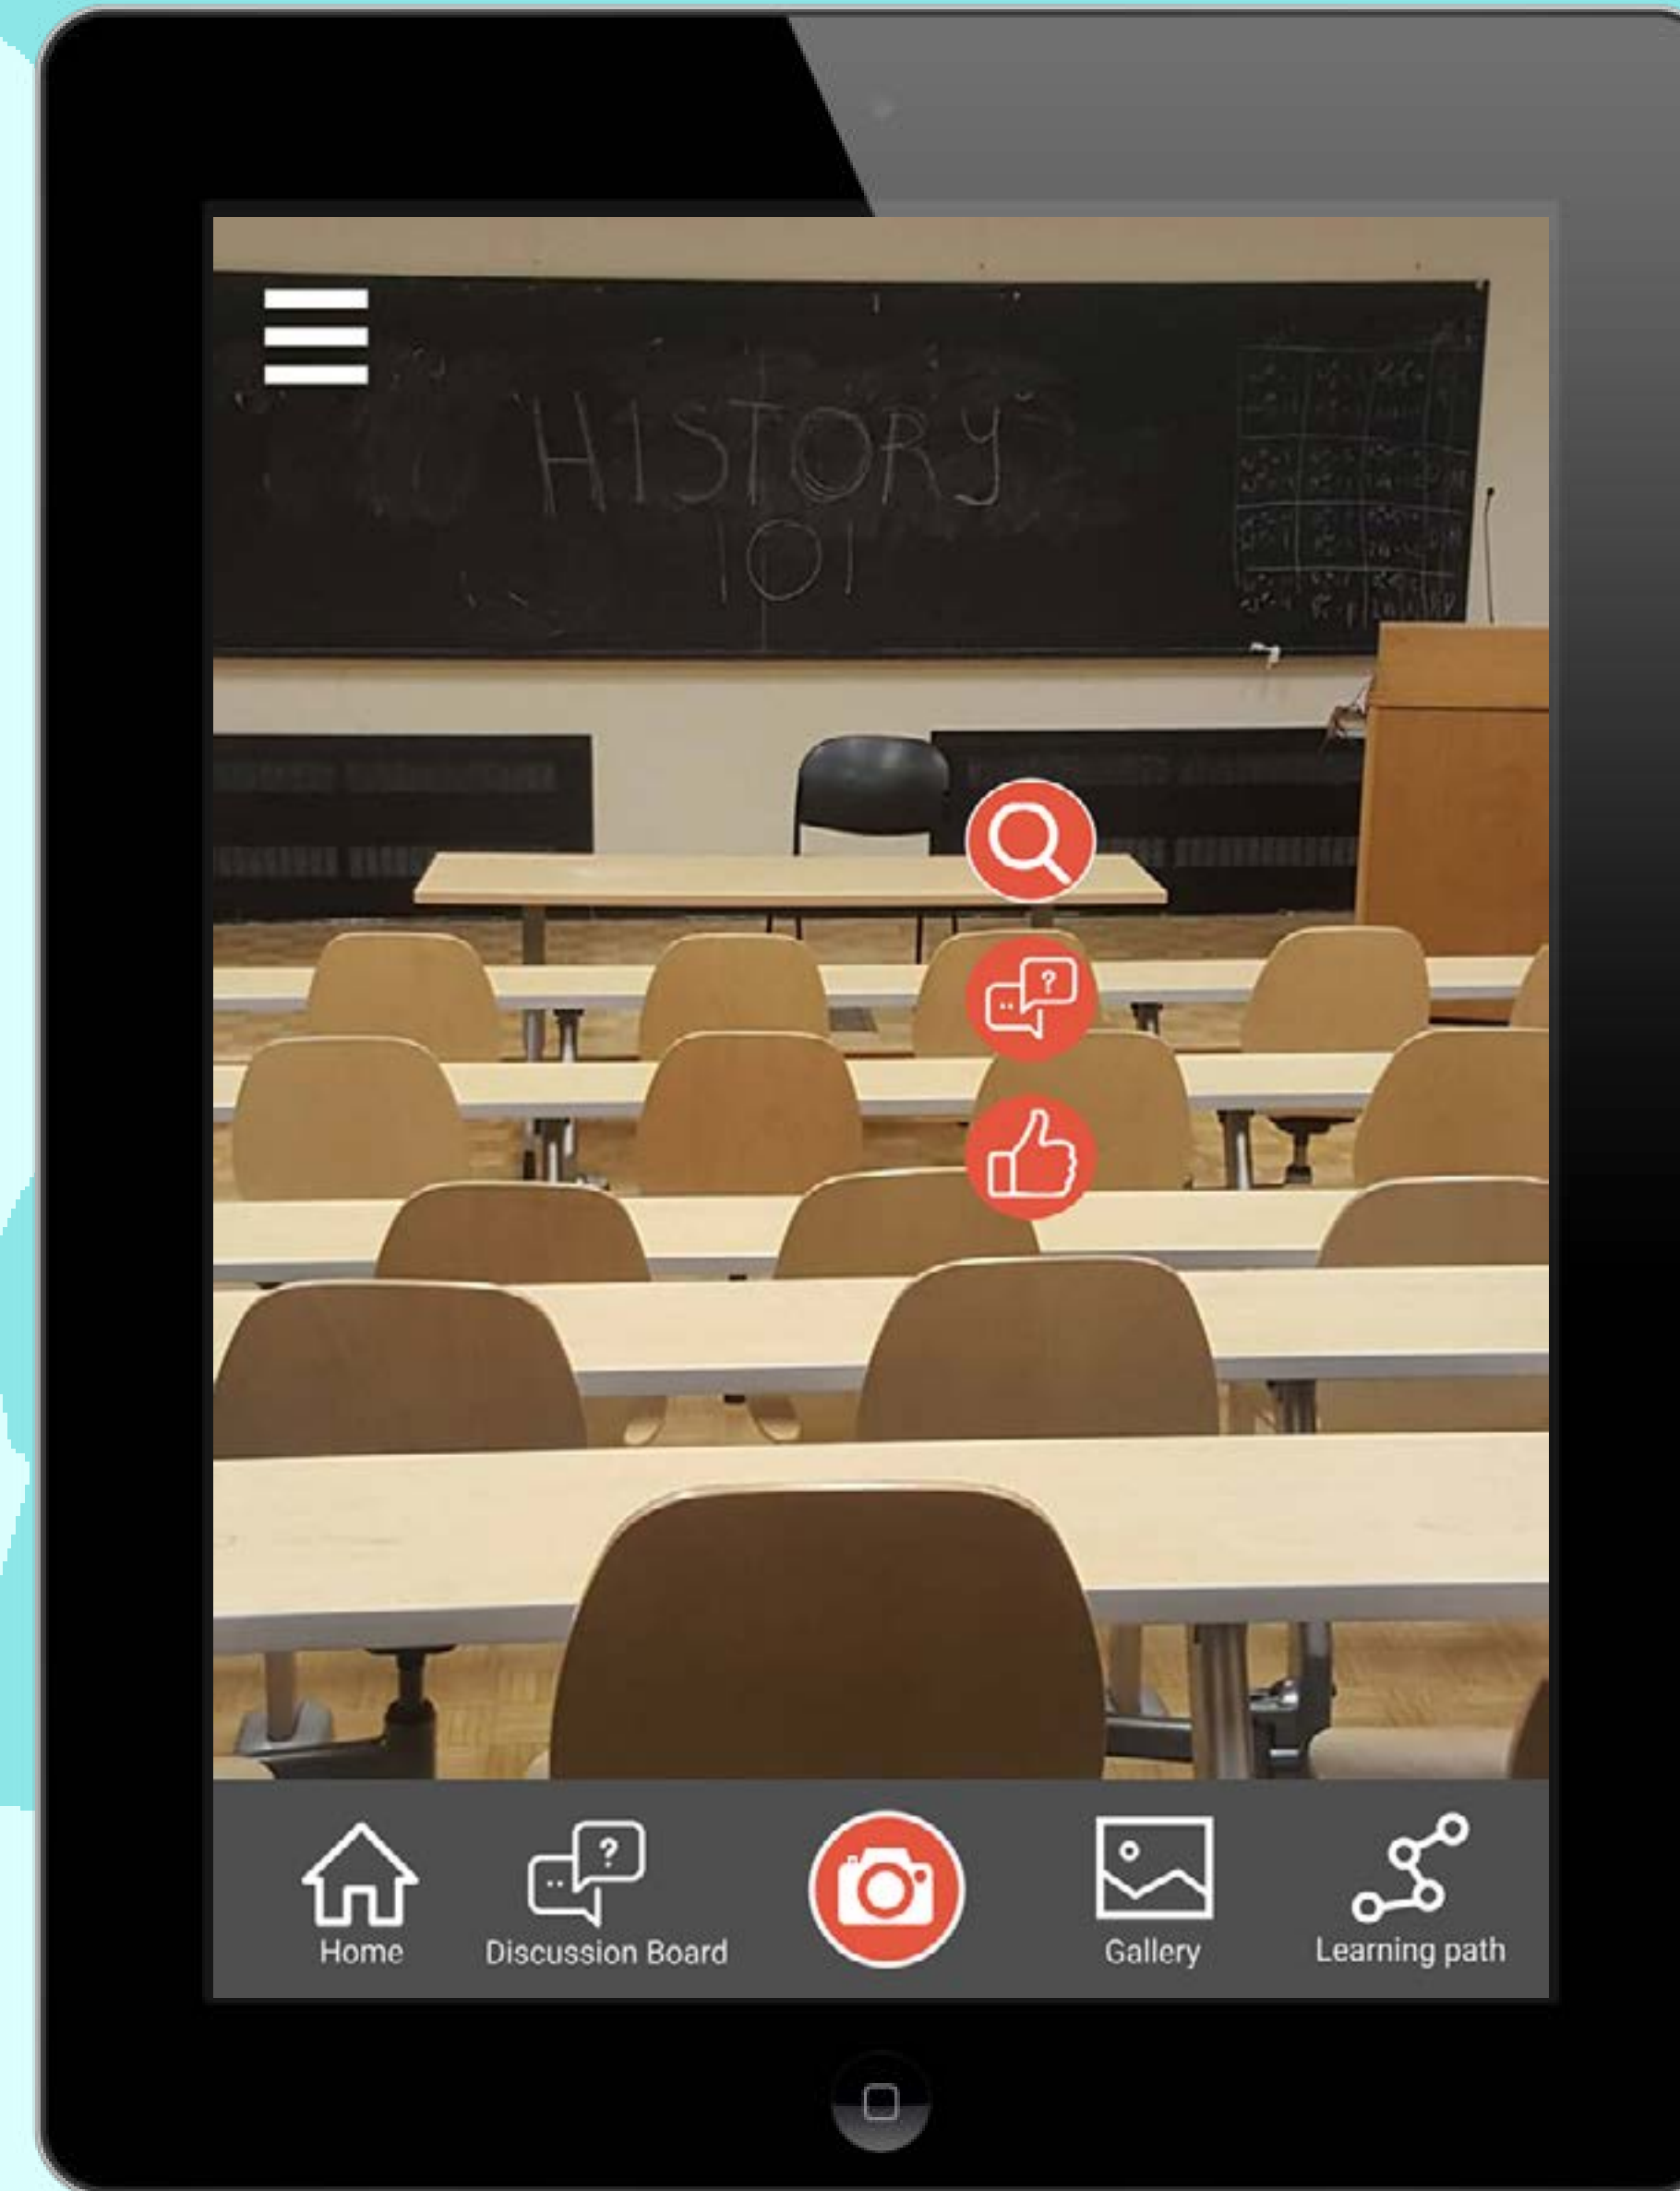 HISTORY
101
?
?
Home
Discussion Board
Gallery
Learning path